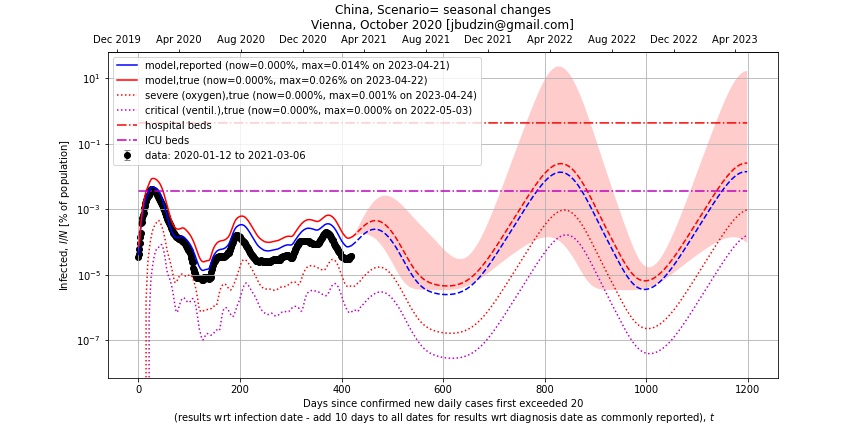 China, Scenario= seasonal changes
Vienna, October 2020 [jbudzin@gmail.com]
Dec 2019 Apr 2020 Aug 2020 Dec 2020 Apr 2021 Aug 2021 Dec 2021 Apr 2022 Aug 2022 Dec 2022 Apr 2023
model,reported (now=0.000%, max=0.014% on 2023-04-21)
model,true (now=0.000%, max=0.026% on 2023-04-22)
severe (oxygen),true (now=0.000%, max=0.001% on 2023-04-24)
critical (ventil.),true (now=0.000%, max=0.000% on 2022-05-03)
hospital beds
ICU beds
data: 2020-01-12 to 2021-03-06
Infected, I/N [% of population]
10¹
10⁻¹
10⁻³
10⁻⁵
10⁻⁷
0 200 400 600 800 1000 1200
Days since confirmed new daily cases first exceeded 20
(results wrt infection date - add 10 days to all dates for results wrt diagnosis date as commonly reported), t